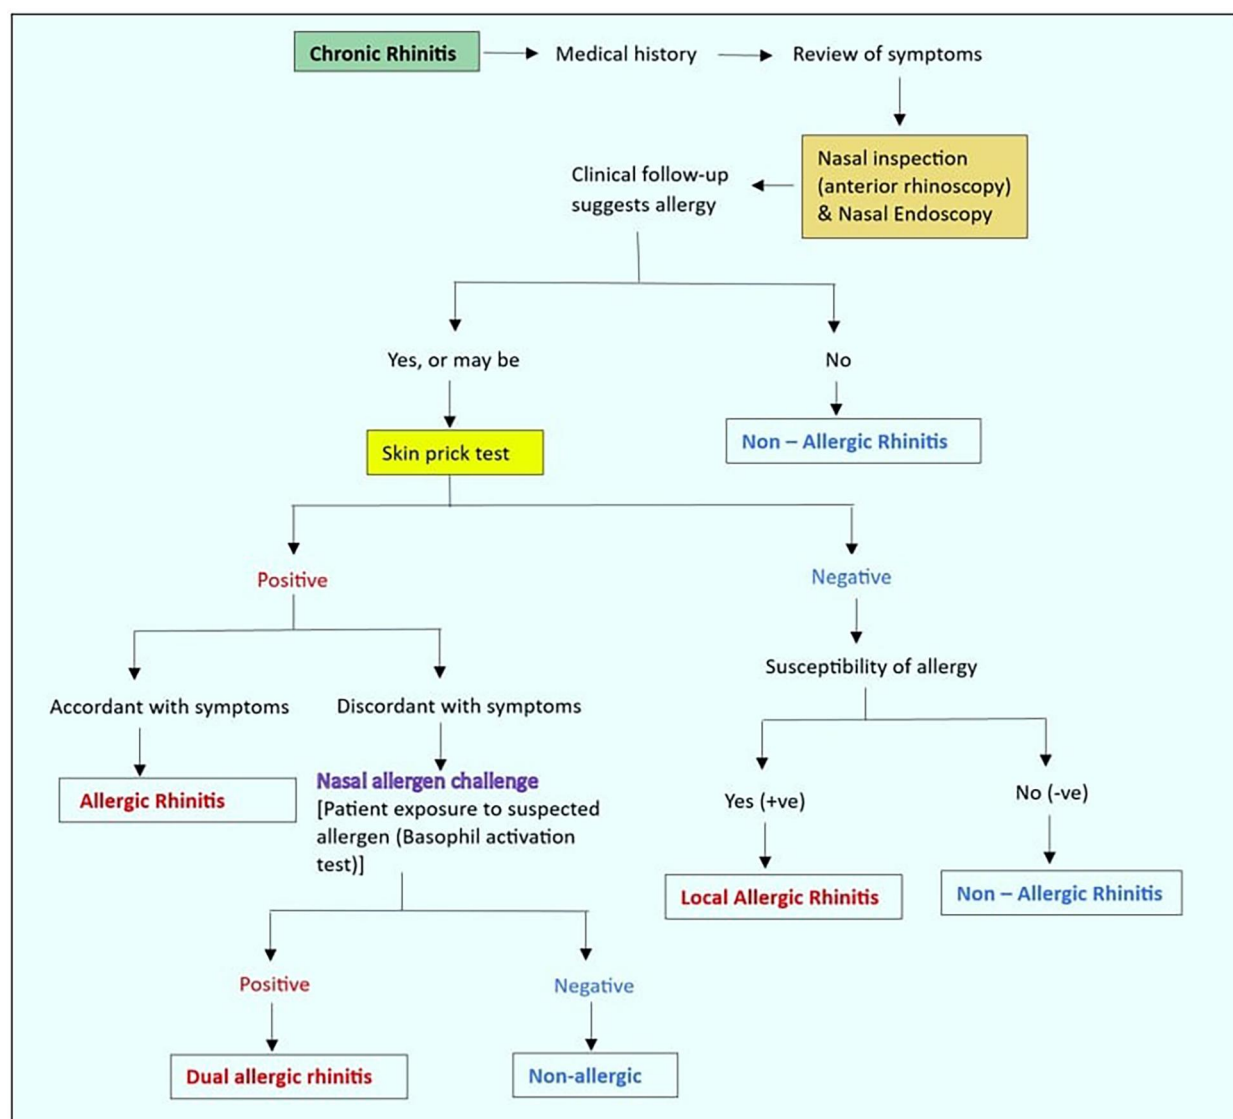 Chronic Rhinitis
Medical history
Review of symptoms
Nasal inspection
(anterior rhinoscopy)
& Nasal Endoscopy
Clinical follow-up
suggests allergy
Yes, or may be
No
Skin prick test
Non – Allergic Rhinitis
Positive
Negative
Accordant with symptoms
Discordant with symptoms
Susceptibility of allergy
Allergic Rhinitis
Nasal allergen challenge
[Patient exposure to suspected
allergen (Basophil activation
test)]
Yes (+ve)
No (-ve)
Local Allergic Rhinitis
Non – Allergic Rhinitis
Positive
Negative
Dual allergic rhinitis
Non-allergic